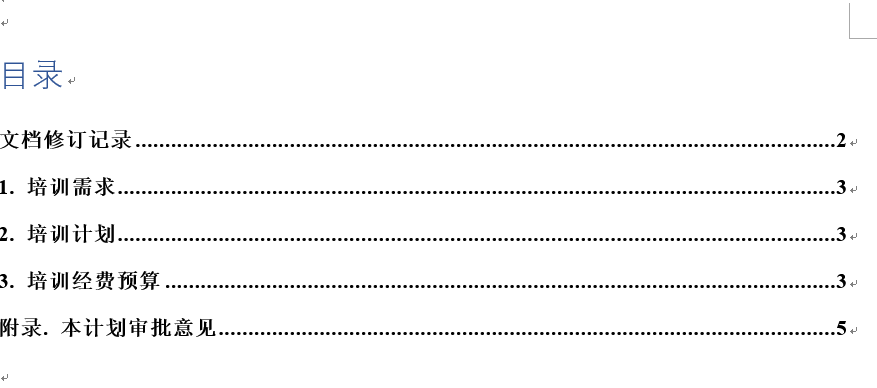 目录
文档修订记录........................................2
1. 培训需求........................................3
2. 培训计划........................................3
3. 培训经费预算........................................3
附录. 本计划审批意见........................................5